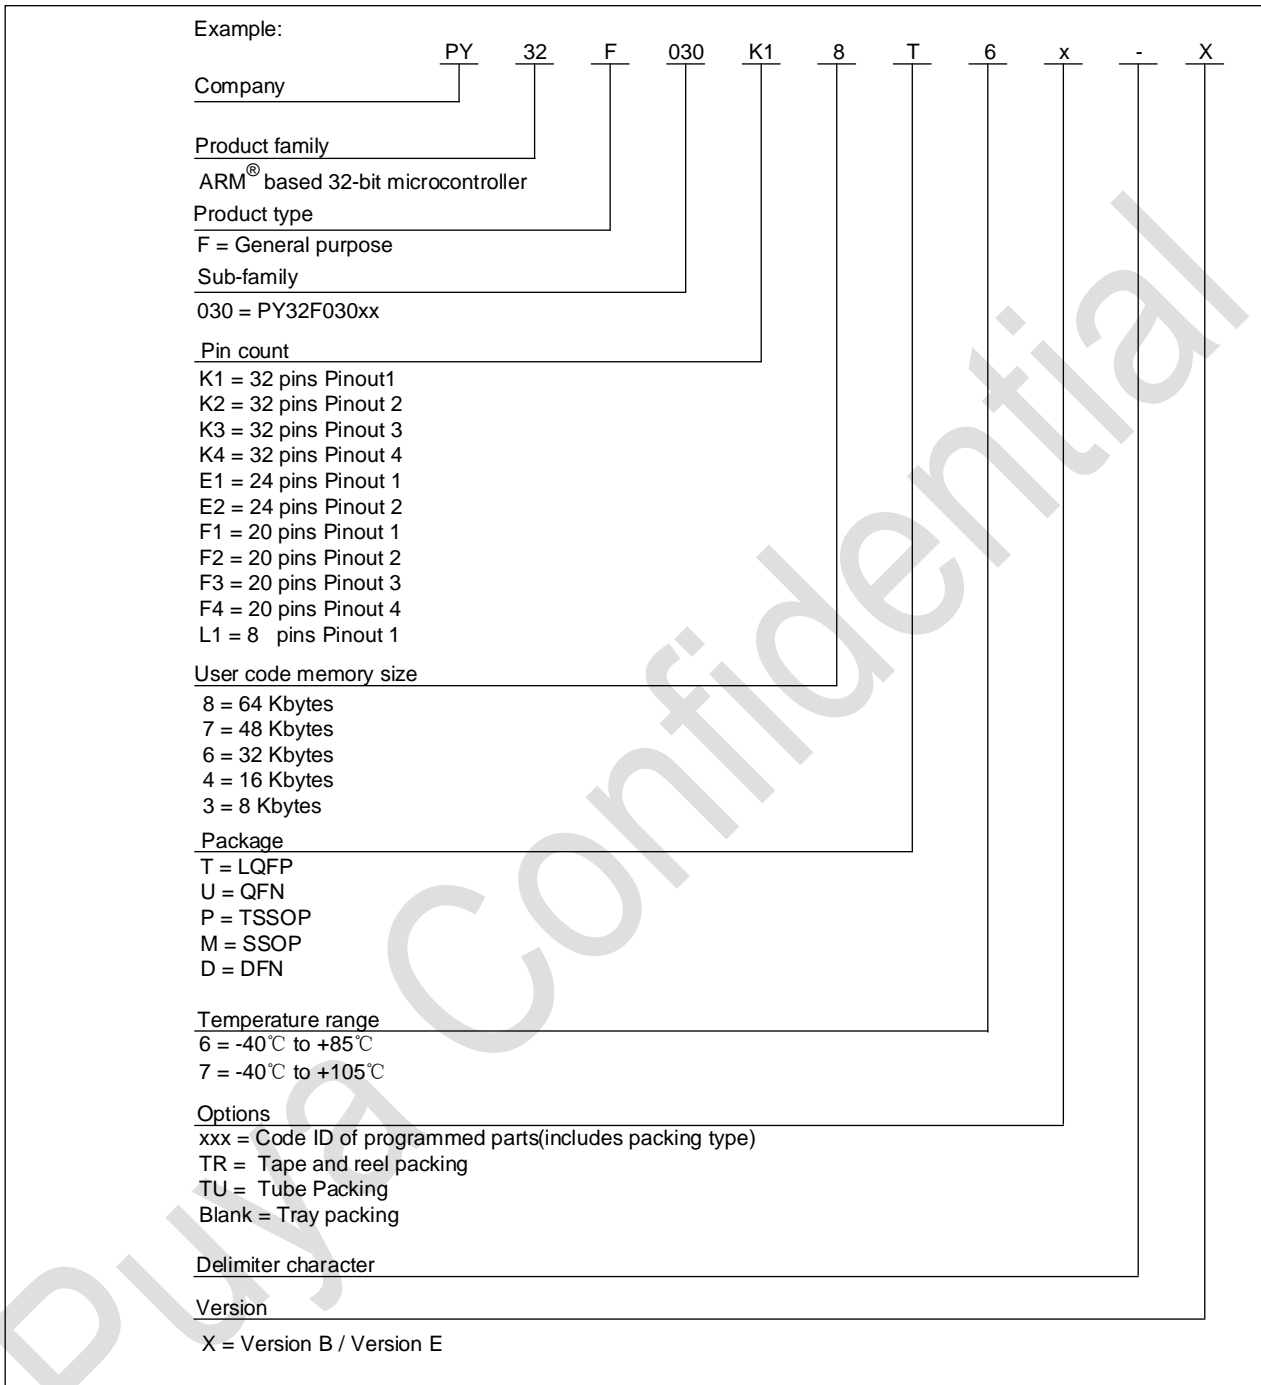 Example:
PY 32 F 030 K1 8 T 6 x - X
Company
Product family
ARM® based 32-bit microcontroller
Product type
F = General purpose
Sub-family
030 = PY32F030xx
Pin count
K1 = 32 pins Pinout1
K2 = 32 pins Pinout 2
K3 = 32 pins Pinout 3
K4 = 32 pins Pinout 4
E1 = 24 pins Pinout 1
E2 = 24 pins Pinout 2
F1 = 20 pins Pinout 1
F2 = 20 pins Pinout 2
F3 = 20 pins Pinout 3
F4 = 20 pins Pinout 4
L1 = 8 pins Pinout 1
User code memory size
8 = 64 Kbytes
7 = 48 Kbytes
6 = 32 Kbytes
4 = 16 Kbytes
3 = 8 Kbytes
Package
T = LQFP
U = QFN
P = TSSOP
M = SSOP
D = DFN
Temperature range
6 = -40℃ to +85℃
7 = -40℃ to +105℃
Options
xxx = Code ID of programmed parts(includes packing type)
TR = Tape and reel packing
TU = Tube Packing
Blank = Tray packing
Delimiter character
Version
X = Version B / Version E
Puya Confidential